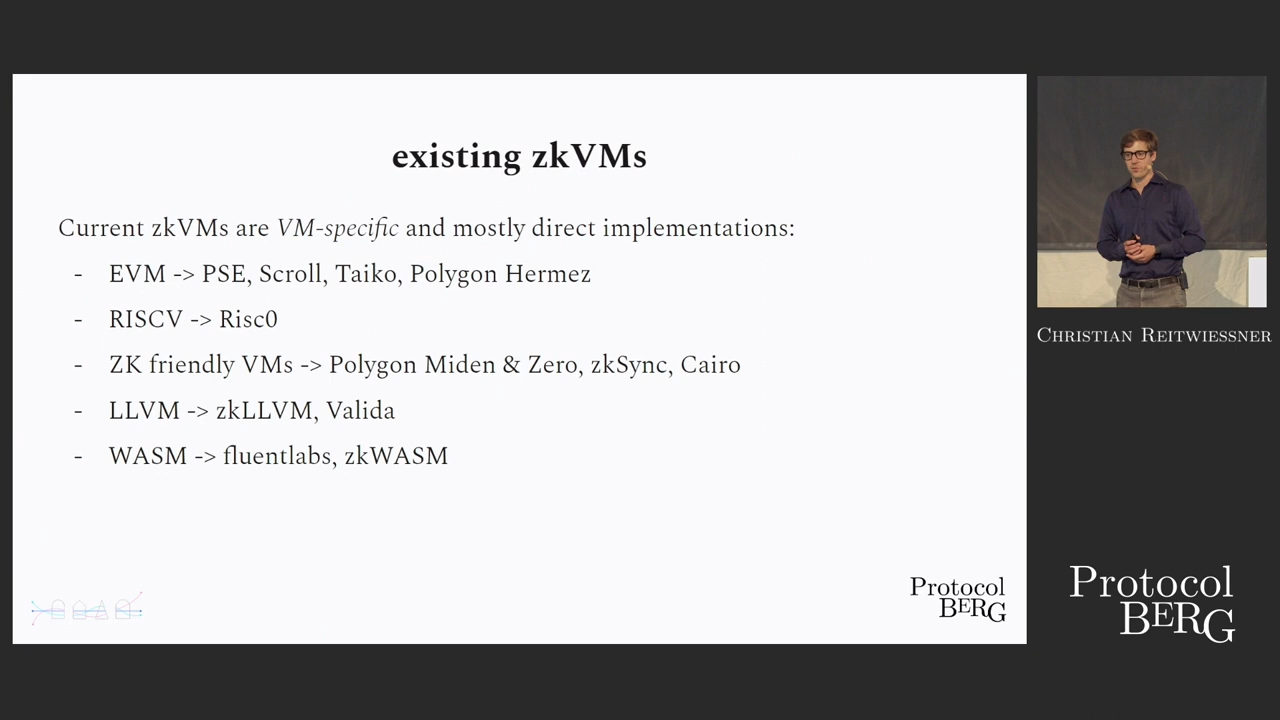 existing zkVMs
Current zkVMs are VM-specific and mostly direct implementations:
- EVM -> PSE, Scroll, Taiko, Polygon Hermez
- RISCV -> Risc0
- ZK friendly VMs -> Polygon Miden & Zero, zkSync, Cairo
- LLVM -> zkLLVM, Valida
- WASM -> fluentlabs, zkWASM
Protocol
BERG
CHRISTIAN REITWIESSNER
Protocol
BERG